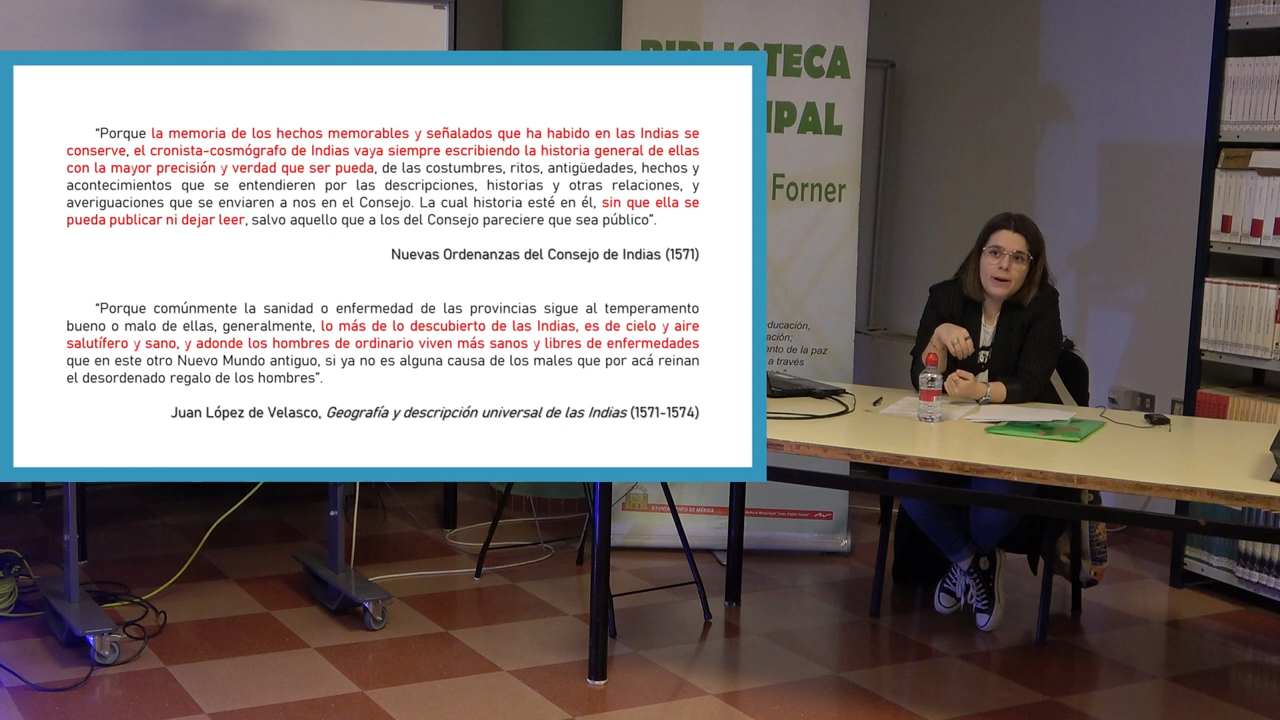 “Porque la memoria de los hechos memorables y señalados que ha habido en las Indias se
conserve, el cronista-cosmógrafo de Indias vaya siempre escribiendo la historia general de ellas
con la mayor precisión y verdad que ser pueda, de las costumbres, ritos, antigüedades, hechos y
acontecimientos que se entendieren por las descripciones, historias y otras relaciones, y
averiguaciones que se enviaren a nos en el Consejo. La cual historia esté en él, sin que ella se
pueda publicar ni dejar leer, salvo aquello que a los del Consejo pareciere que sea público”.
Nuevas Ordenanzas del Consejo de Indias (1571)
“Porque comúnmente la sanidad o enfermedad de las provincias sigue al temperamento
bueno o malo de ellas, generalmente, lo más de lo descubierto de las Indias, es de cielo y aire
salutífero y sano, y adonde los hombres de ordinario viven más sanos y libres de enfermedades
que en este otro Nuevo Mundo antiguo, si ya no es alguna causa de los males que por acá reinan
el desordenado regalo de los hombres”.
Juan López de Velasco, Geografía y descripción universal de las Indias (1571-1574)
BIBLIOTECA
IPAL
Forner
ducación,
ación;
nto de la paz
a través
AYUNTAMIENTO DE MÉRIDA